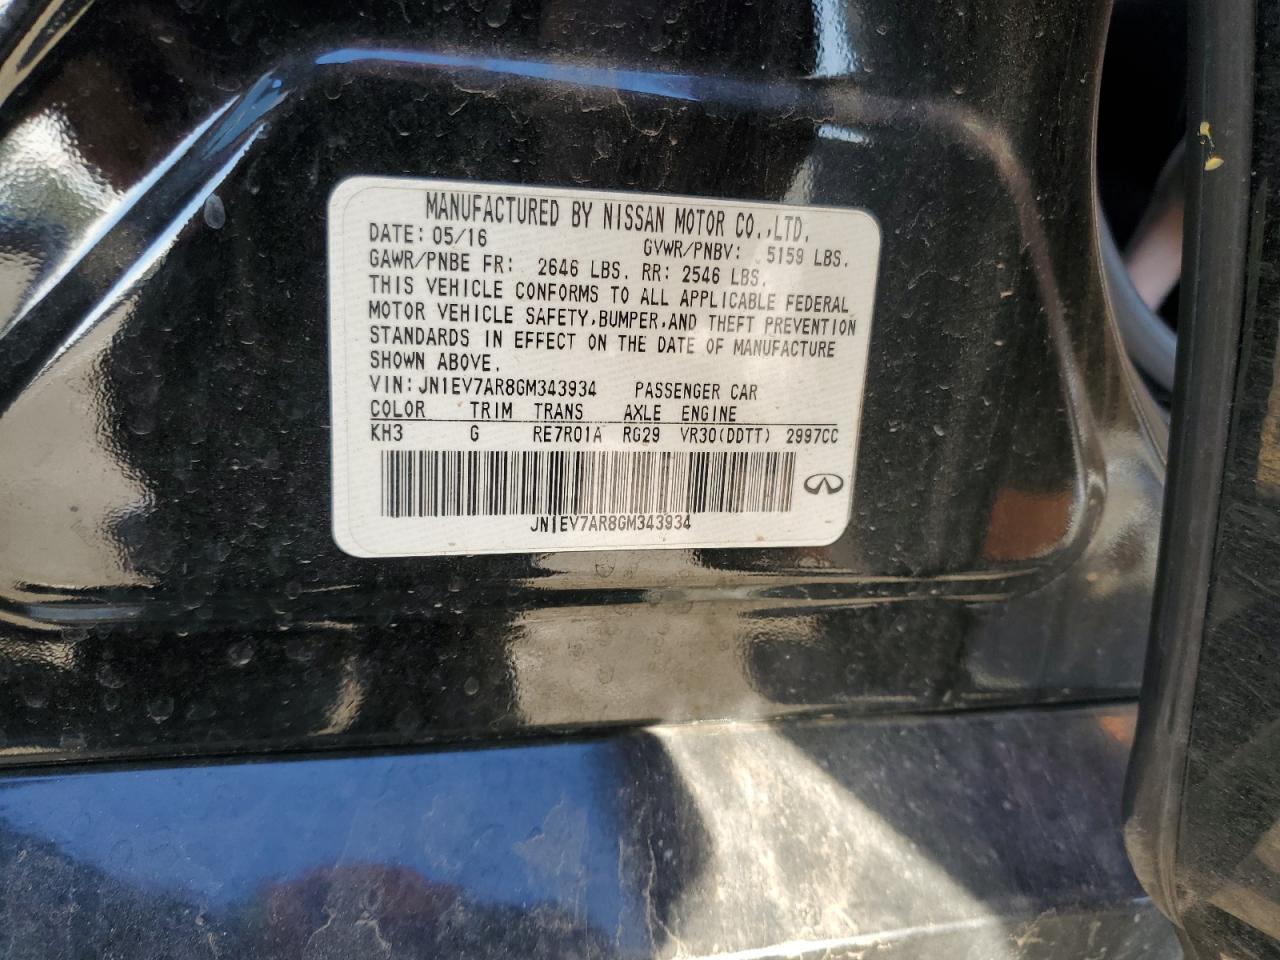 MANUFACTURED BY NISSAN MOTOR CO.,LTD.
DATE: 05/16 GVWR/PNBV: 5159 LBS.
GAWR/PNBE FR: 2646 LBS. RR: 2546 LBS.
THIS VEHICLE CONFORMS TO ALL APPLICABLE FEDERAL
MOTOR VEHICLE SAFETY,BUMPER,AND THEFT PREVENTION
STANDARDS IN EFFECT ON THE DATE OF MANUFACTURE
SHOWN ABOVE.
VIN: JN1EV7AR8GM343934 PASSENGER CAR
COLOR TRIM TRANS AXLE ENGINE
KH3 G RE7R01A RG29 VR30(DDTT) 2997CC
JN1EV7AR8GM343934